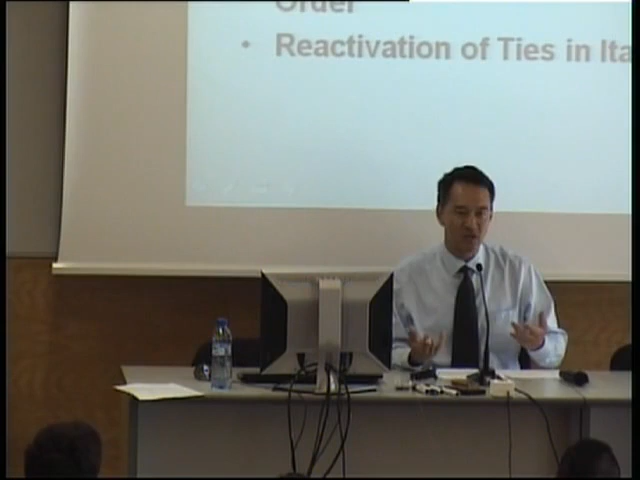 Order
• Reactivation of Ties in Ita